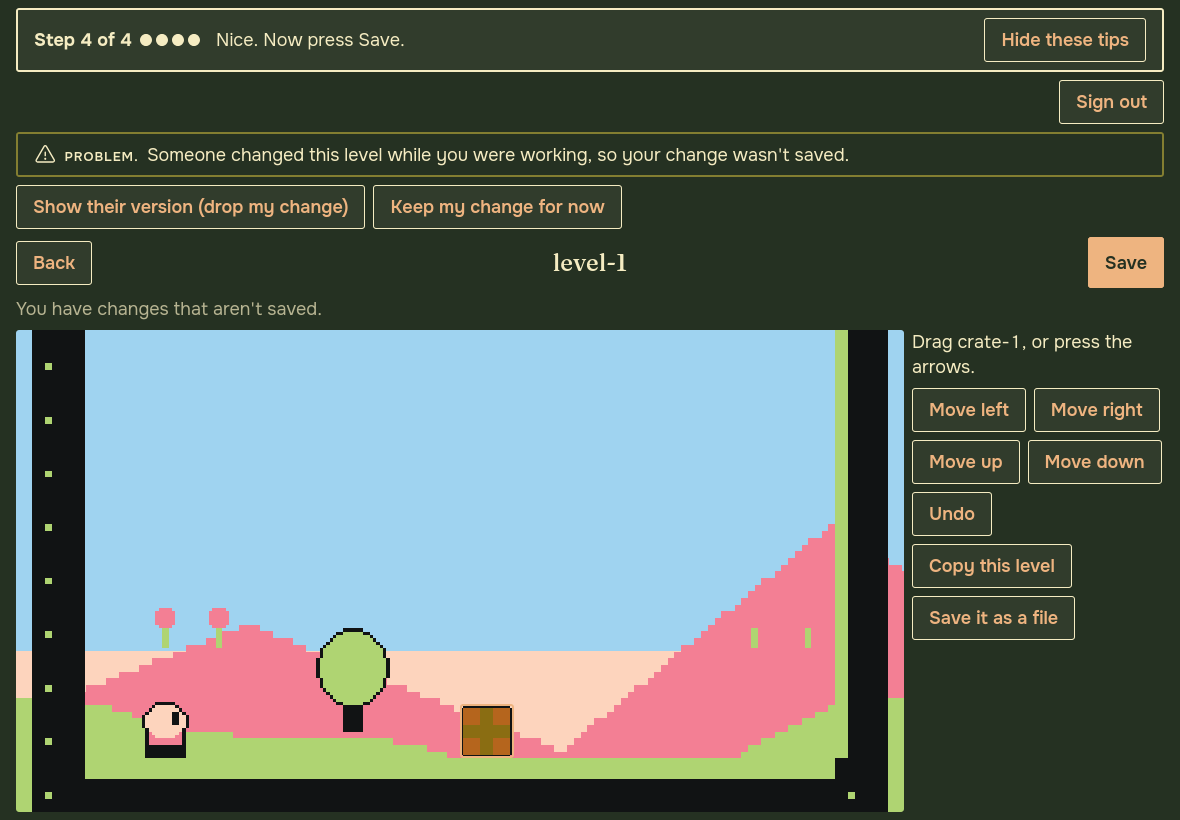 Step 4 of 4 Nice. Now press Save.
Hide these tips
Sign out
PROBLEM. Someone changed this level while you were working, so your change wasn't saved.
Show their version (drop my change)
Keep my change for now
Back
level-1
Save
You have changes that aren't saved.
Drag crate-1, or press the
arrows.
Move left
Move right
Move up
Move down
Undo
Copy this level
Save it as a file